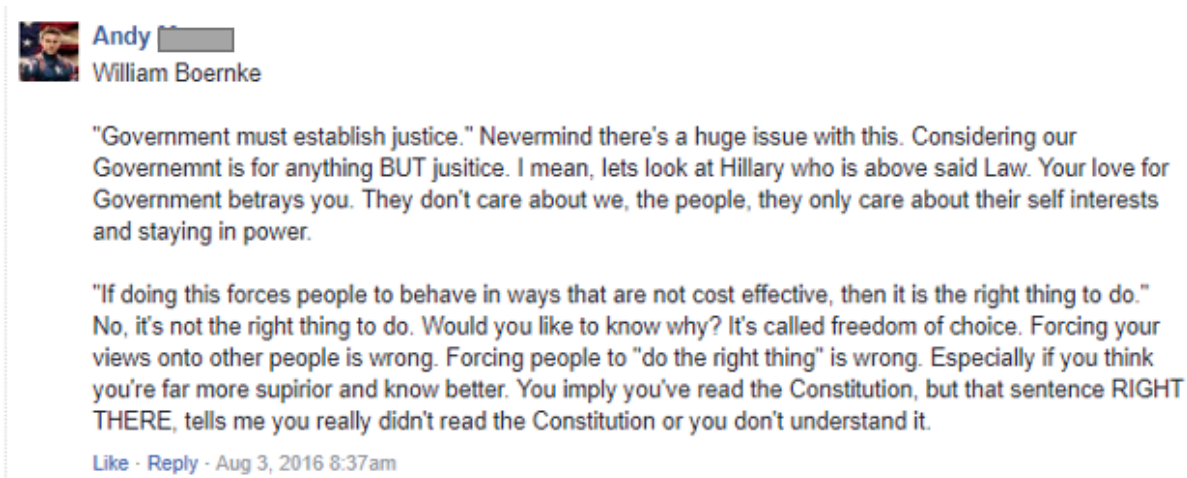 Andy
William Boernke
"Government must establish justice." Nevermind there's a huge issue with this. Considering our
Governemnt is for anything BUT jusitice. I mean, lets look at Hillary who is above said Law. Your love for
Government betrays you. They don't care about we, the people, they only care about their self interests
and staying in power.
"If doing this forces people to behave in ways that are not cost effective, then it is the right thing to do."
No, it's not the right thing to do. Would you like to know why? It's called freedom of choice. Forcing your
views onto other people is wrong. Forcing people to "do the right thing" is wrong. Especially if you think
you're far more supirior and know better. You imply you've read the Constitution, but that sentence RIGHT
THERE, tells me you really didn't read the Constitution or you don't understand it.
Like · Reply · Aug 3, 2016 8:37am